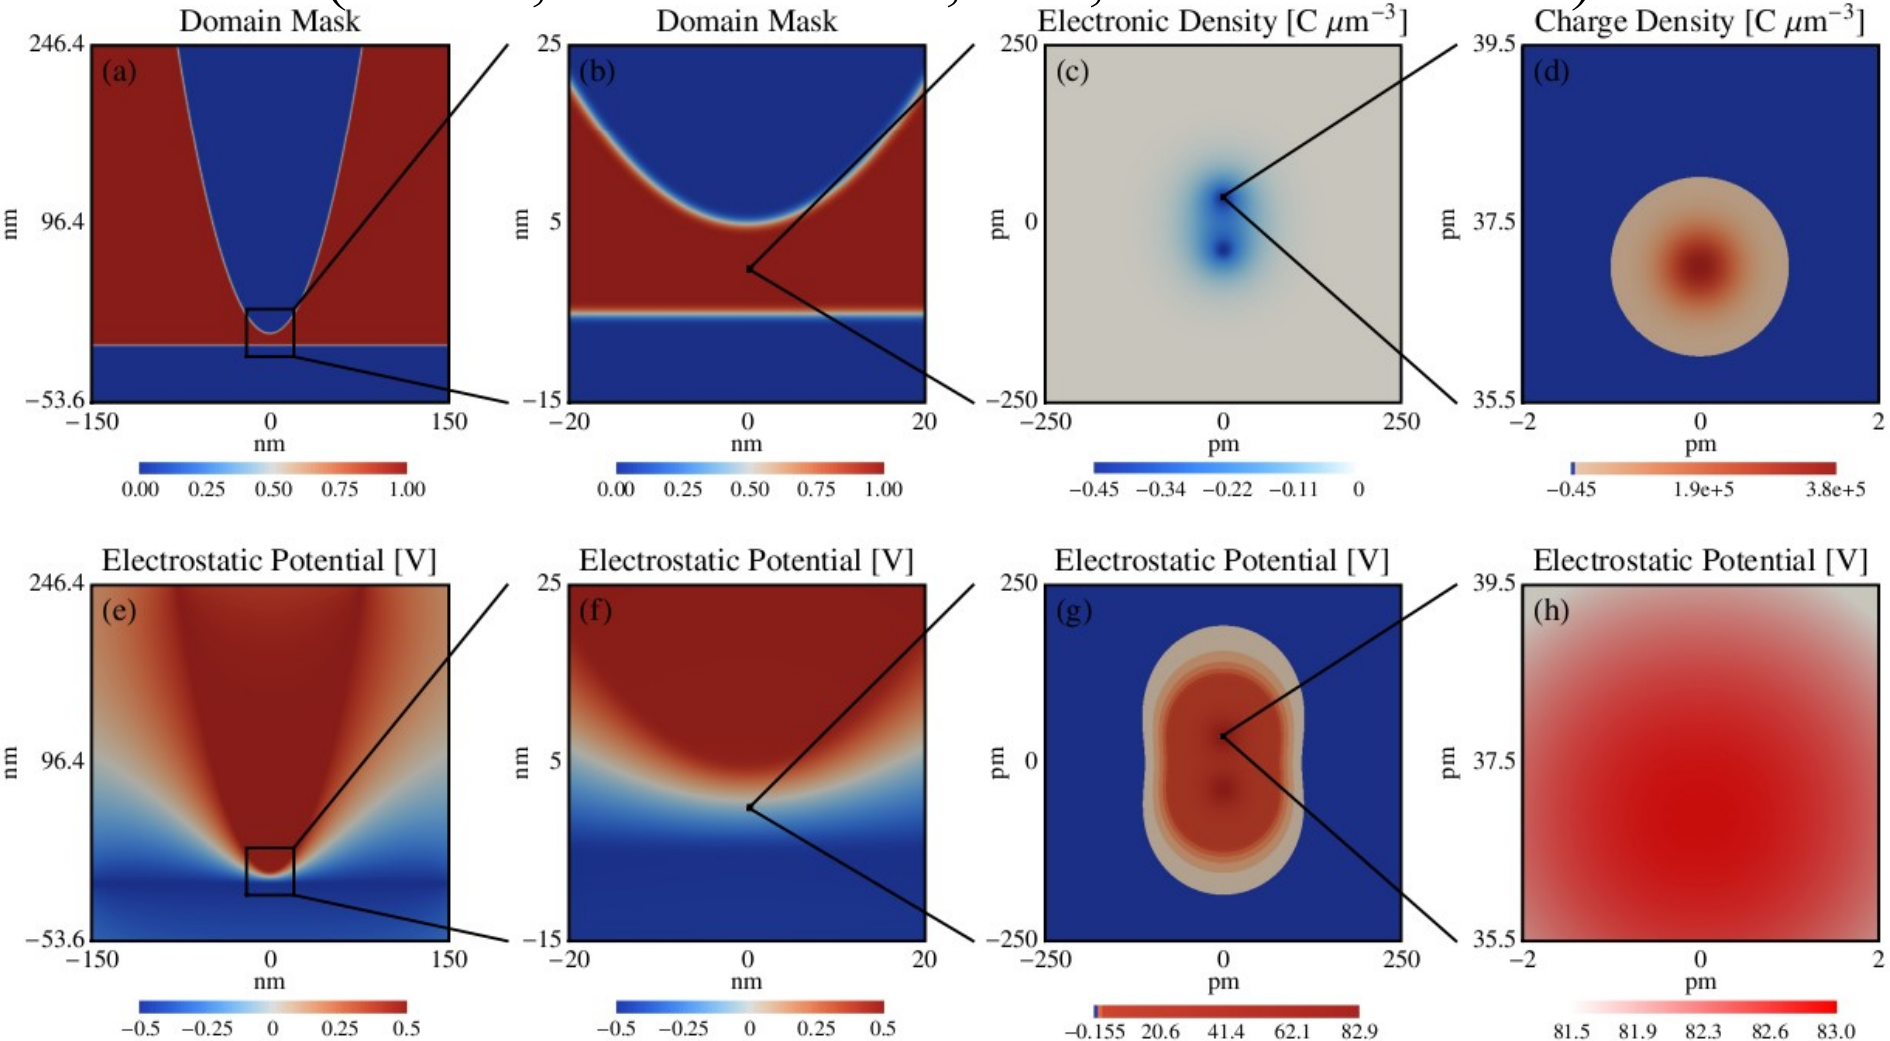 Domain Mask
246.4
(a)
nm
96.4
−53.6
−150
0
150
nm
0.00 0.25 0.50 0.75 1.00
Domain Mask
25
(b)
nm
5
−15
−20
0
20
nm
0.00 0.25 0.50 0.75 1.00
Electronic Density [C μm⁻³]
250
(c)
pm
0
−250
−250
0
250
pm
−0.45 −0.34 −0.22 −0.11 0
Charge Density [C μm⁻³]
39.5
(d)
pm
37.5
35.5
−2
0
2
pm
−0.45 1.9e+5 3.8e+5
Electrostatic Potential [V]
246.4
(e)
nm
96.4
−53.6
−150
0
150
nm
−0.5 −0.25 0 0.25 0.5
Electrostatic Potential [V]
25
(f)
nm
5
−15
−20
0
20
nm
−0.5 −0.25 0 0.25 0.5
Electrostatic Potential [V]
250
(g)
pm
0
−250
−250
0
250
pm
−0.155 20.6 41.4 62.1 82.9
Electrostatic Potential [V]
39.5
(h)
pm
37.5
35.5
−2
0
2
pm
81.5 81.9 82.3 82.6 83.0